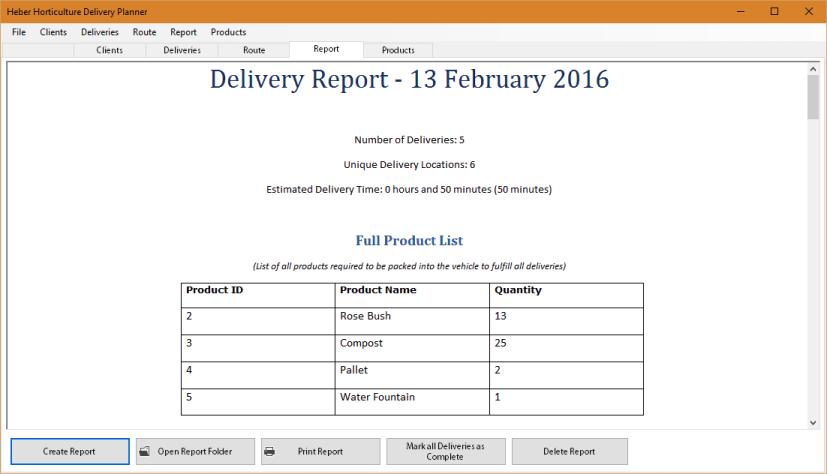 Heber Horticulture Delivery Planner
File Clients Deliveries Route Report Products
Clients Deliveries Route Report Products
Delivery Report - 13 February 2016
Number of Deliveries: 5
Unique Delivery Locations: 6
Estimated Delivery Time: 0 hours and 50 minutes (50 minutes)
Full Product List
(List of all products required to be packed into the vehicle to fulfill all deliveries)
Product ID Product Name Quantity
2 Rose Bush 13
3 Compost 25
4 Pallet 2
5 Water Fountain 1
Create Report Open Report Folder Print Report Mark all Deliveries as Complete Delete Report